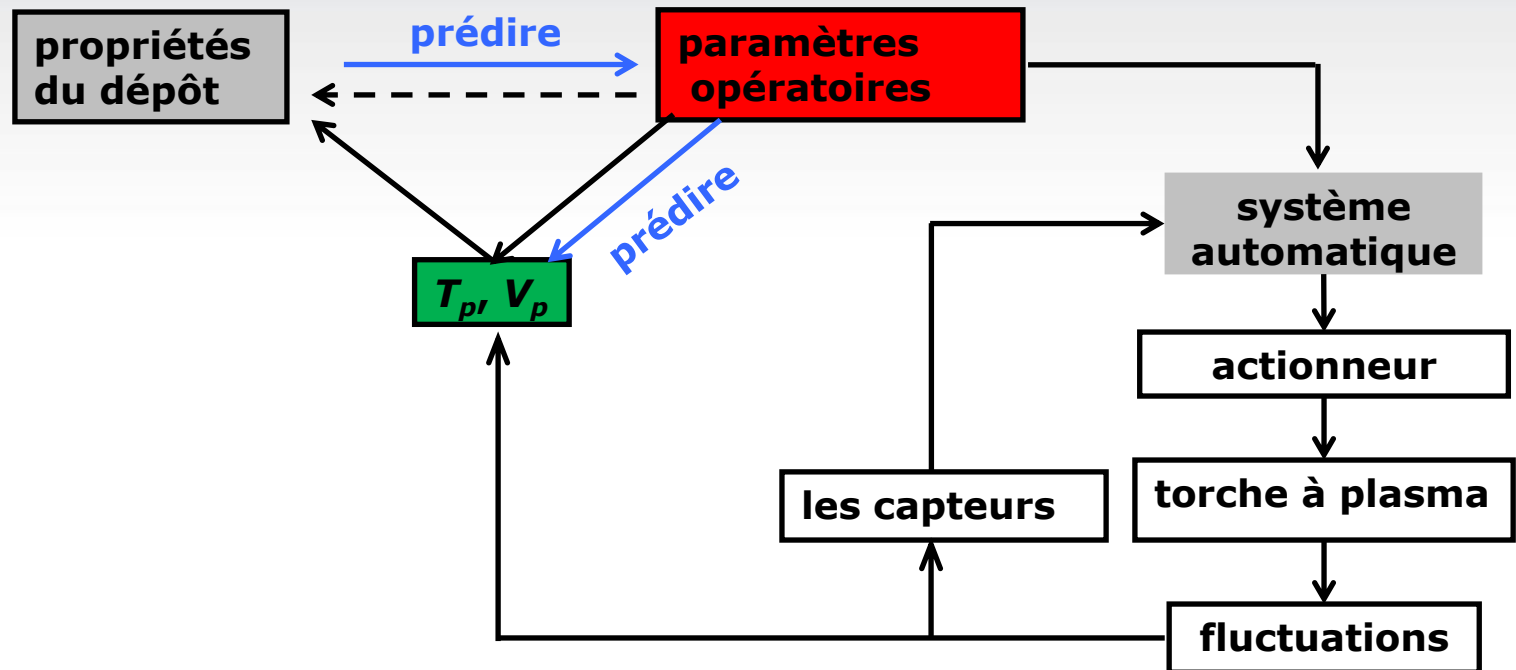 propriétés
du dépôt
prédire
paramètres
opératoires
prédire
Tp, Vp
système
automatique
actionneur
les capteurs
torche à plasma
fluctuations